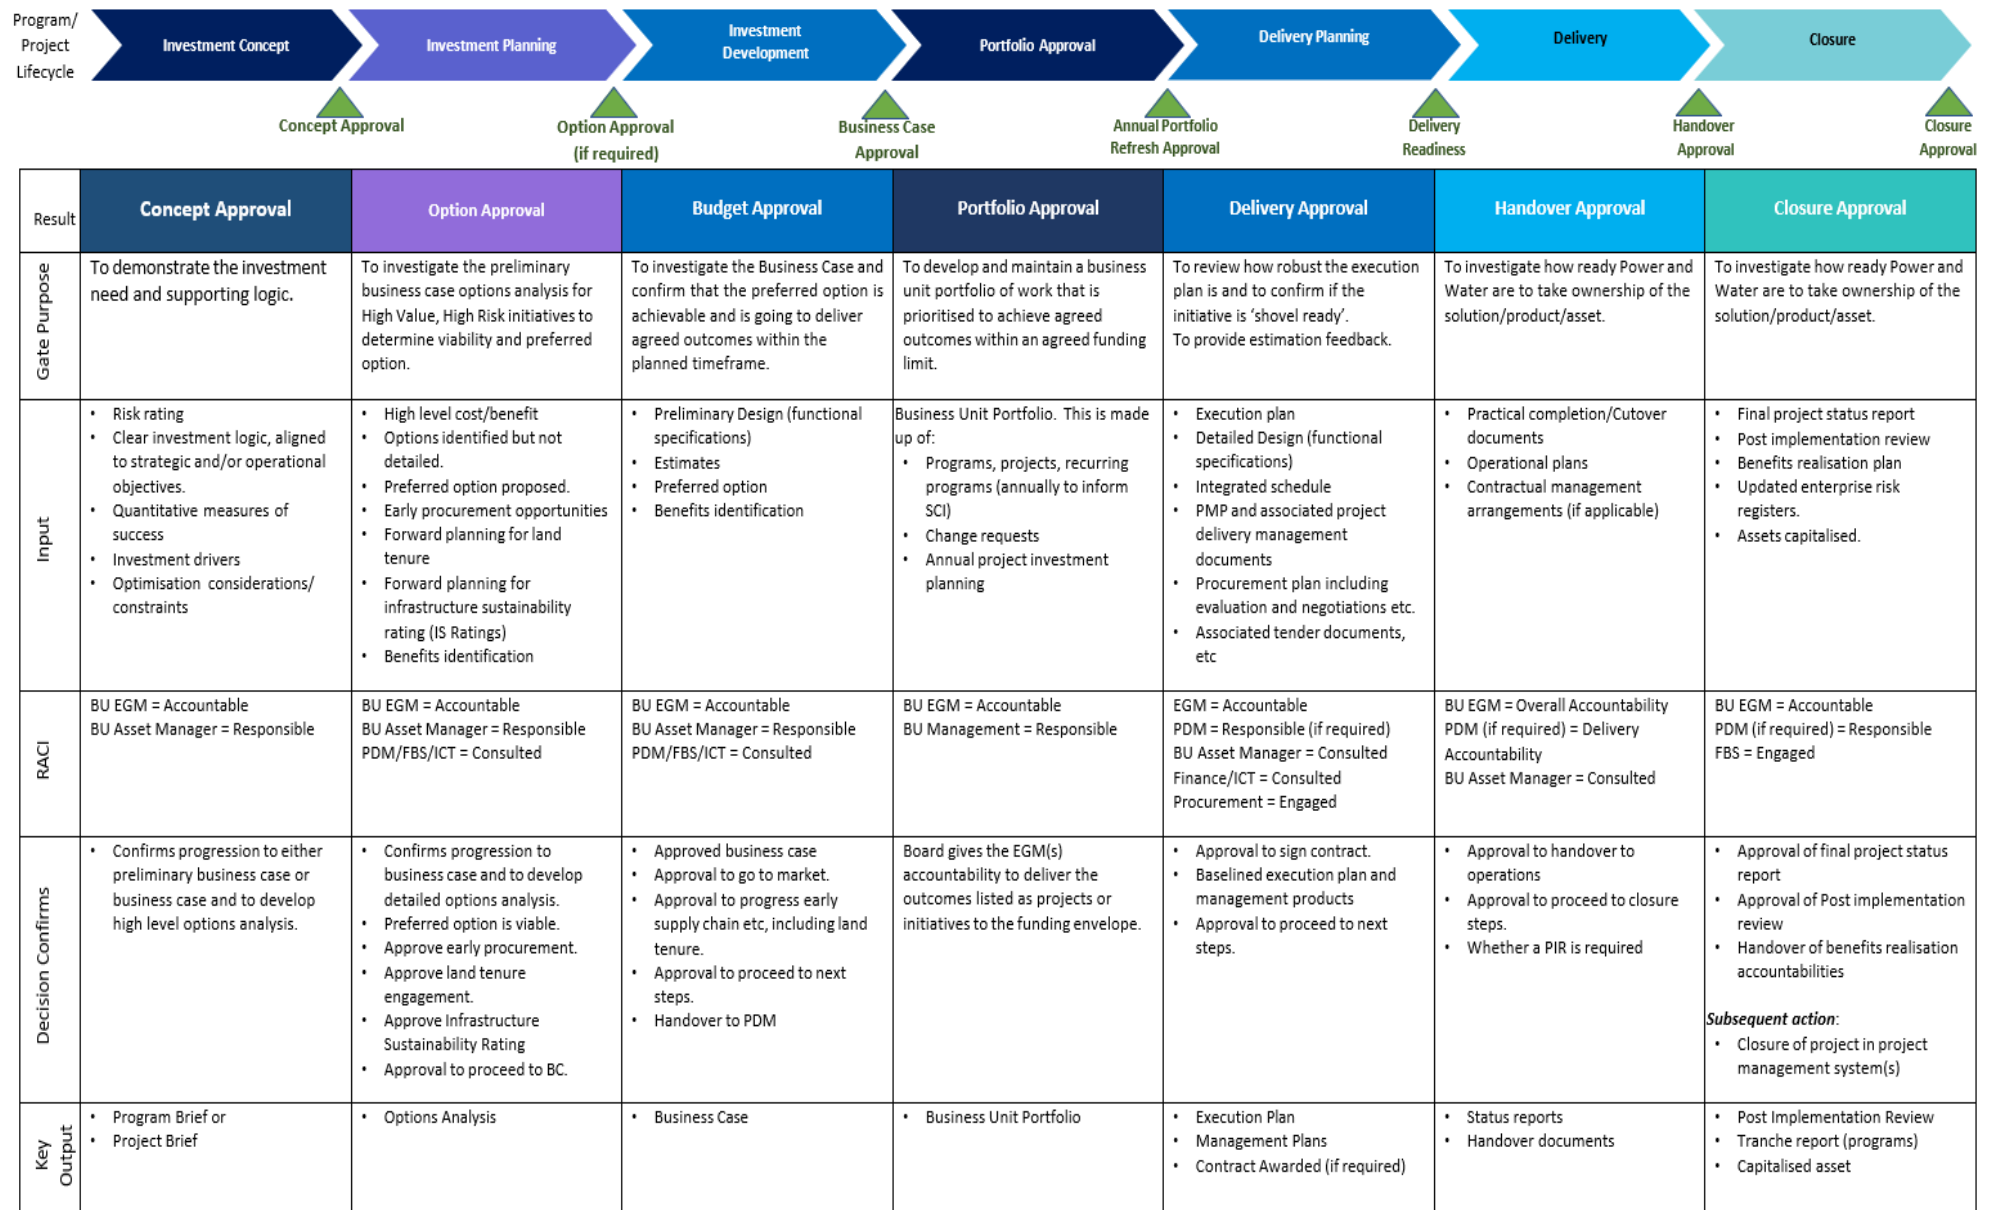 Program/
Project
Lifecycle
Investment Concept
Investment Planning
Investment
Development
Portfolio Approval
Delivery Planning
Delivery
Closure
Concept Approval
Option Approval
(if required)
Business Case
Approval
Annual Portfolio
Refresh Approval
Delivery
Readiness
Handover
Approval
Closure
Approval
Result
Concept Approval
Option Approval
Budget Approval
Portfolio Approval
Delivery Approval
Handover Approval
Closure Approval
Gate Purpose
To demonstrate the investment
need and supporting logic.
To investigate the preliminary
business case options analysis for
High Value, High Risk initiatives to
determine viability and preferred
option.
To investigate the Business Case and
confirm that the preferred option is
achievable and is going to deliver
agreed outcomes within the
planned timeframe.
To develop and maintain a business
unit portfolio of work that is
prioritised to achieve agreed
outcomes within an agreed funding
limit.
To review how robust the execution
plan is and to confirm if the
initiative is ‘shovel ready’.
To provide estimation feedback.
To investigate how ready Power and
Water are to take ownership of the
solution/product/asset.
To investigate how ready Power and
Water are to take ownership of the
solution/product/asset.
Input
• Risk rating
• Clear investment logic, aligned
to strategic and/or operational
objectives.
• Quantitative measures of
success
• Investment drivers
• Optimisation considerations/
constraints
• High level cost/benefit
• Options identified but not
detailed.
• Preferred option proposed.
• Early procurement opportunities
• Forward planning for land
tenure
• Forward planning for
infrastructure sustainability
rating (IS Ratings)
• Benefits identification
• Preliminary Design (functional
specifications)
• Estimates
• Preferred option
• Benefits identification
Business Unit Portfolio. This is made
up of:
• Programs, projects, recurring
programs (annually to inform
SCI)
• Change requests
• Annual project investment
planning
• Execution plan
• Detailed Design (functional
specifications)
• Integrated schedule
• PMP and associated project
delivery management
documents
• Procurement plan including
evaluation and negotiations etc.
• Associated tender documents,
etc
• Practical completion/Cutover
documents
• Operational plans
• Contractual management
arrangements (if applicable)
• Final project status report
• Post implementation review
• Benefits realisation plan
• Updated enterprise risk
registers.
• Assets capitalised.
RACI
BU EGM = Accountable
BU Asset Manager = Responsible
BU EGM = Accountable
BU Asset Manager = Responsible
PDM/FBS/ICT = Consulted
BU EGM = Accountable
BU Asset Manager = Responsible
PDM/FBS/ICT = Consulted
BU EGM = Accountable
BU Management = Responsible
EGM = Accountable
PDM = Responsible (if required)
BU Asset Manager = Consulted
Finance/ICT = Consulted
Procurement = Engaged
BU EGM = Overall Accountability
PDM (if required) = Delivery
Accountability
BU Asset Manager = Consulted
BU EGM = Accountable
PDM (if required) = Responsible
FBS = Engaged
Decision Confirms
• Confirms progression to either
preliminary business case or
business case and to develop
high level options analysis.
• Confirms progression to
business case and to develop
detailed options analysis.
• Preferred option is viable.
• Approve early procurement.
• Approve land tenure
engagement.
• Approve Infrastructure
Sustainability Rating
• Approval to proceed to BC.
• Approved business case
• Approval to go to market.
• Approval to progress early
supply chain etc, including land
tenure.
• Approval to proceed to next
steps.
• Handover to PDM
Board gives the EGM(s)
accountability to deliver the
outcomes listed as projects or
initiatives to the funding envelope.
• Approval to sign contract.
• Baselined execution plan and
management products
• Approval to proceed to next
steps.
• Approval to handover to
operations
• Approval to proceed to closure
steps.
• Whether a PIR is required
• Approval of final project status
report
• Approval of Post implementation
review
• Handover of benefits realisation
accountabilities
Subsequent action:
• Closure of project in project
management system(s)
Key
Output
• Program Brief or
• Project Brief
• Options Analysis
• Business Case
• Business Unit Portfolio
• Execution Plan
• Management Plans
• Contract Awarded (if required)
• Status reports
• Handover documents
• Post Implementation Review
• Tranche report (programs)
• Capitalised asset